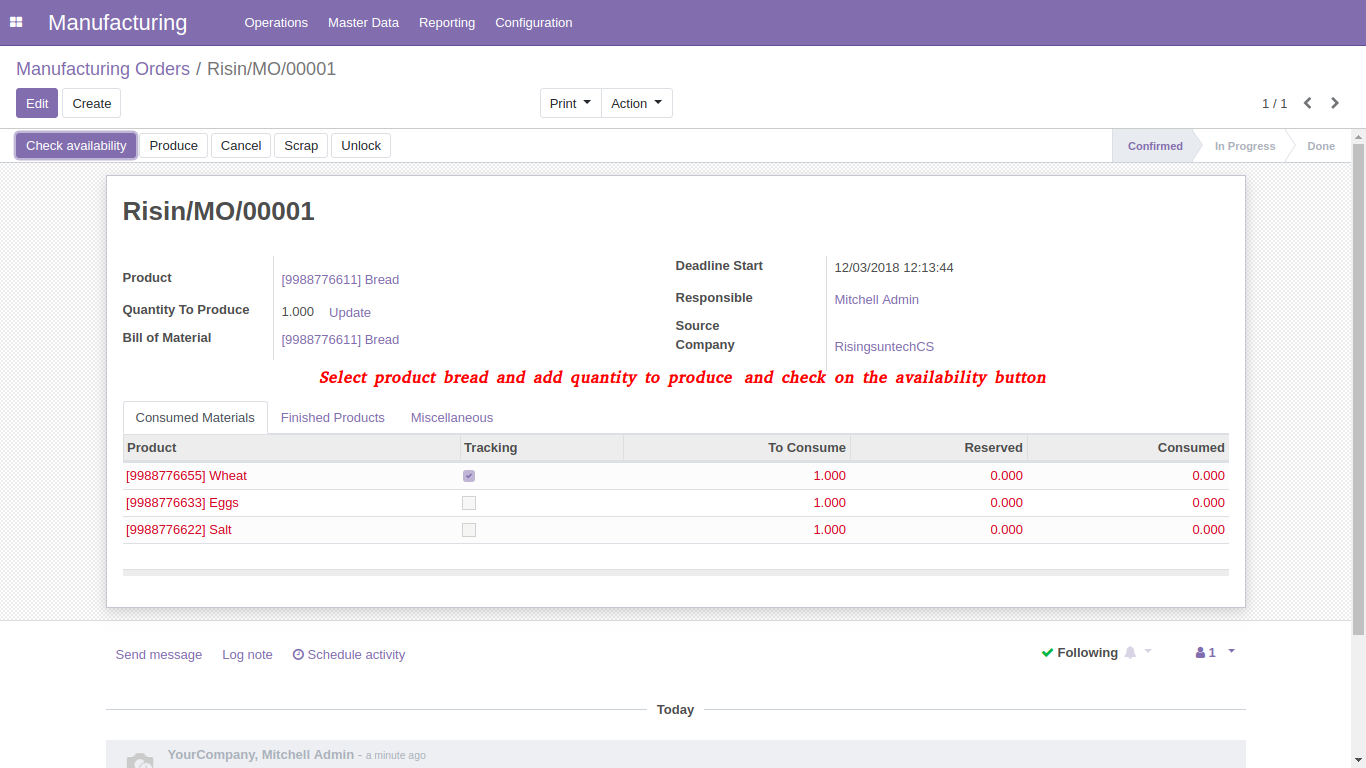 Manufacturing Operations Master Data Reporting Configuration
Manufacturing Orders / Risin/MO/00001
Edit Create Print Action 1 / 1
Check availability Produce Cancel Scrap Unlock Confirmed In Progress Done
Risin/MO/00001
Product [9988776611] Bread
Quantity To Produce 1.000 Update
Bill of Material [9988776611] Bread
Deadline Start 12/03/2018 12:13:44
Responsible Mitchell Admin
Source
Company RisingsuntechCS
Select product bread and add quantity to produce and check on the availability button
Consumed Materials Finished Products Miscellaneous
Product Tracking To Consume Reserved Consumed
[9988776655] Wheat 1.000 0.000 0.000
[9988776633] Eggs 1.000 0.000 0.000
[9988776622] Salt 1.000 0.000 0.000
Send message Log note Schedule activity Following 1
Today
YourCompany, Mitchell Admin - a minute ago